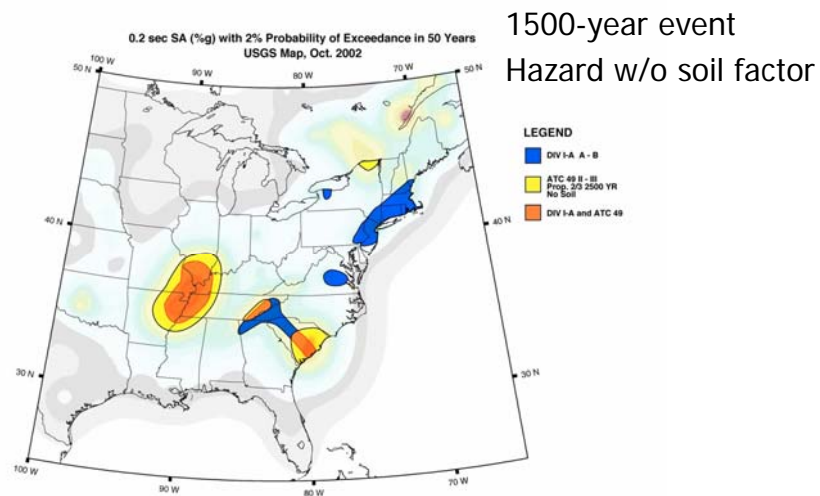 1500-year event
Hazard w/o soil factor
0.2 sec SA (%g) with 2% Probability of Exceedance in 50 Years
USGS Map, Oct. 2002
100 W
50 N
90 W
80 W
70 W
50 N
LEGEND
DIV I-A A - B
ATC 49 II - III
Prop. 2/3 2500 YR
No Soil
DIV I-A and ATC 49
40 N
40 N
30 N
30 N
100 W
90 W
80 W
70 W